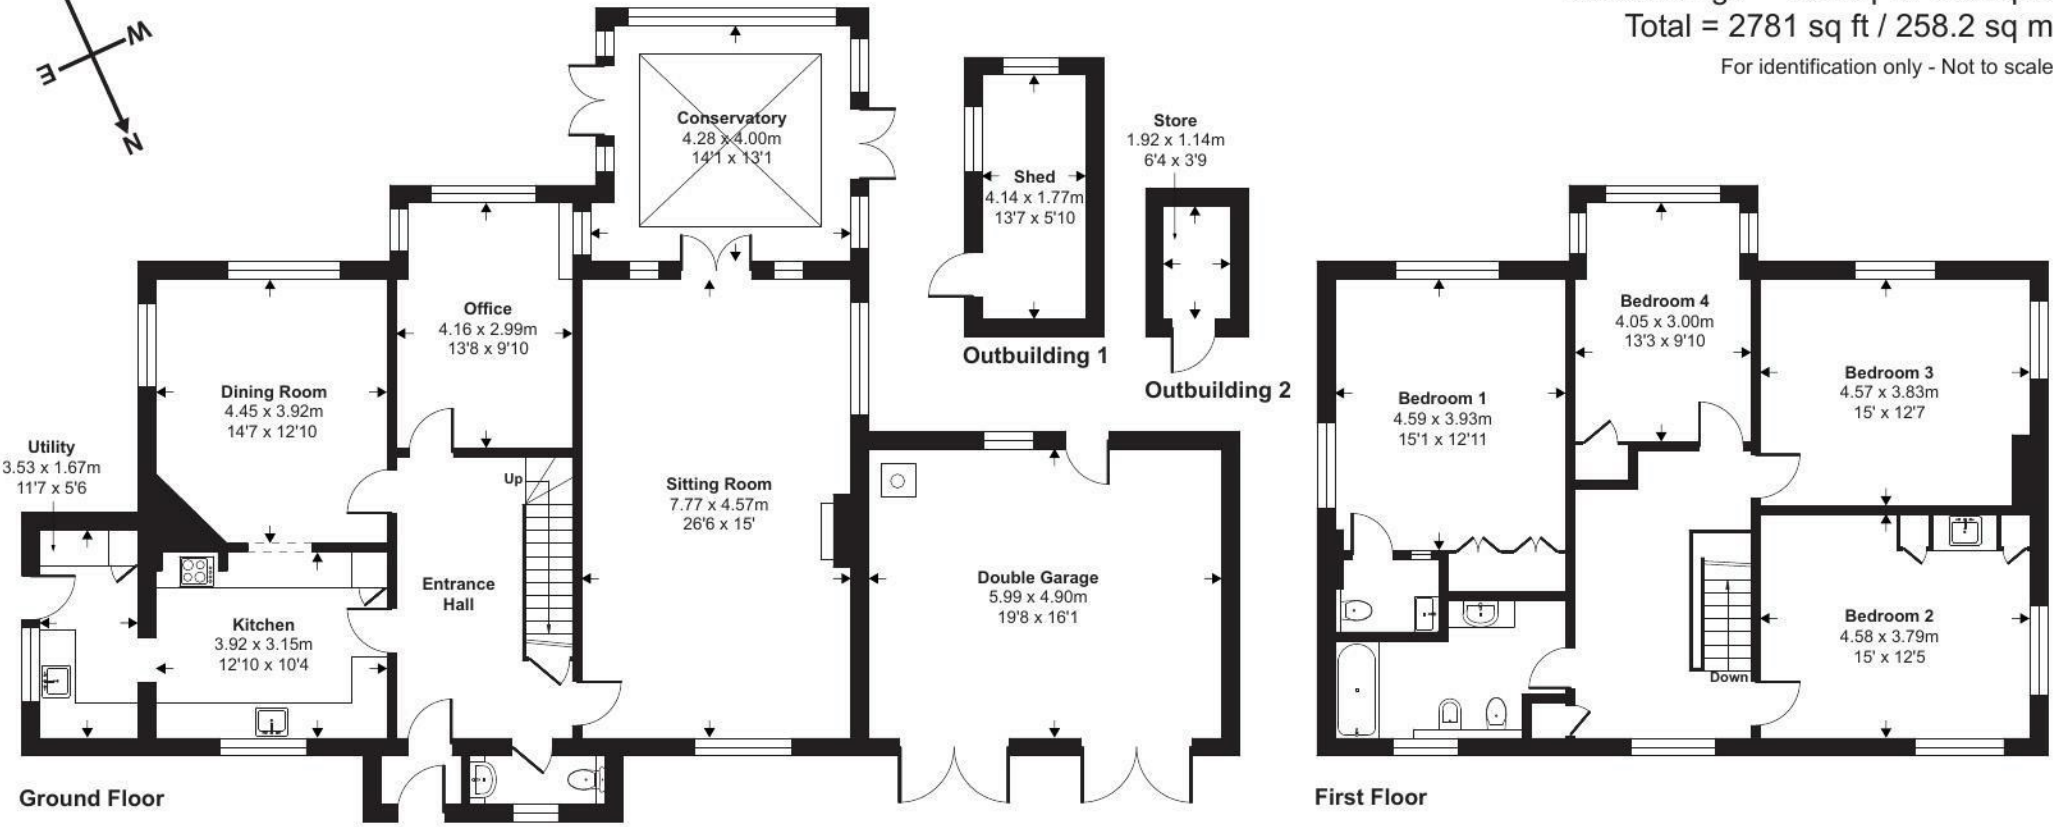 Total = 2781 sq ft / 258.2 sq m
For identification only - Not to scale
W
E
N
Conservatory
4.28 x 4.00m
14'1 x 13'1
Shed
4.14 x 1.77m
13'7 x 5'10
Outbuilding 1
Store
1.92 x 1.14m
6'4 x 3'9
Outbuilding 2
Office
4.16 x 2.99m
13'8 x 9'10
Dining Room
4.45 x 3.92m
14'7 x 12'10
Utility
3.53 x 1.67m
11'7 x 5'6
Up
Sitting Room
7.77 x 4.57m
26'6 x 15'
Entrance
Hall
Kitchen
3.92 x 3.15m
12'10 x 10'4
Double Garage
5.99 x 4.90m
19'8 x 16'1
Ground Floor
Bedroom 4
4.05 x 3.00m
13'3 x 9'10
Bedroom 1
4.59 x 3.93m
15'1 x 12'11
Bedroom 3
4.57 x 3.83m
15' x 12'7
Bedroom 2
4.58 x 3.79m
15' x 12'5
Down
First Floor